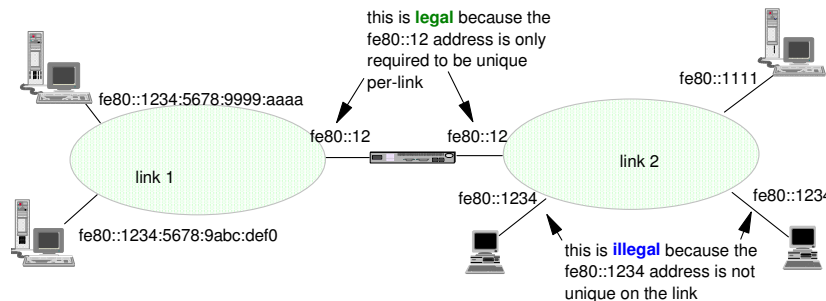 this is legal because the
fe80::12 address is only
required to be unique
per-link
fe80::1111
fe80::1234:5678:9999:aaaa
fe80::12
fe80::12
link 1
link 2
fe80::1234
fe80::1234
fe80::1234:5678:9abc:def0
this is illegal because the
fe80::1234 address is not
unique on the link